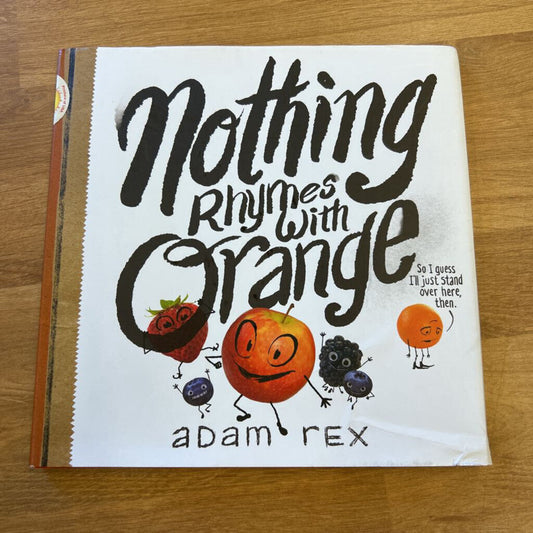 Nothing
Rhymes
with
Orange
So I guess
I'll just stand
over here,
then.
adam rex